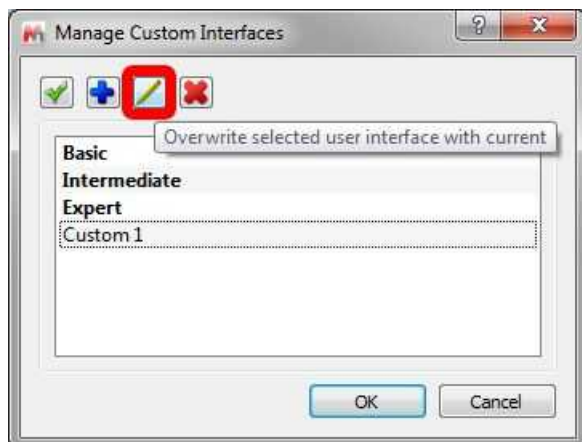 Manage Custom Interfaces
Overwrite selected user interface with current
Basic
Intermediate
Expert
Custom 1
OK
Cancel